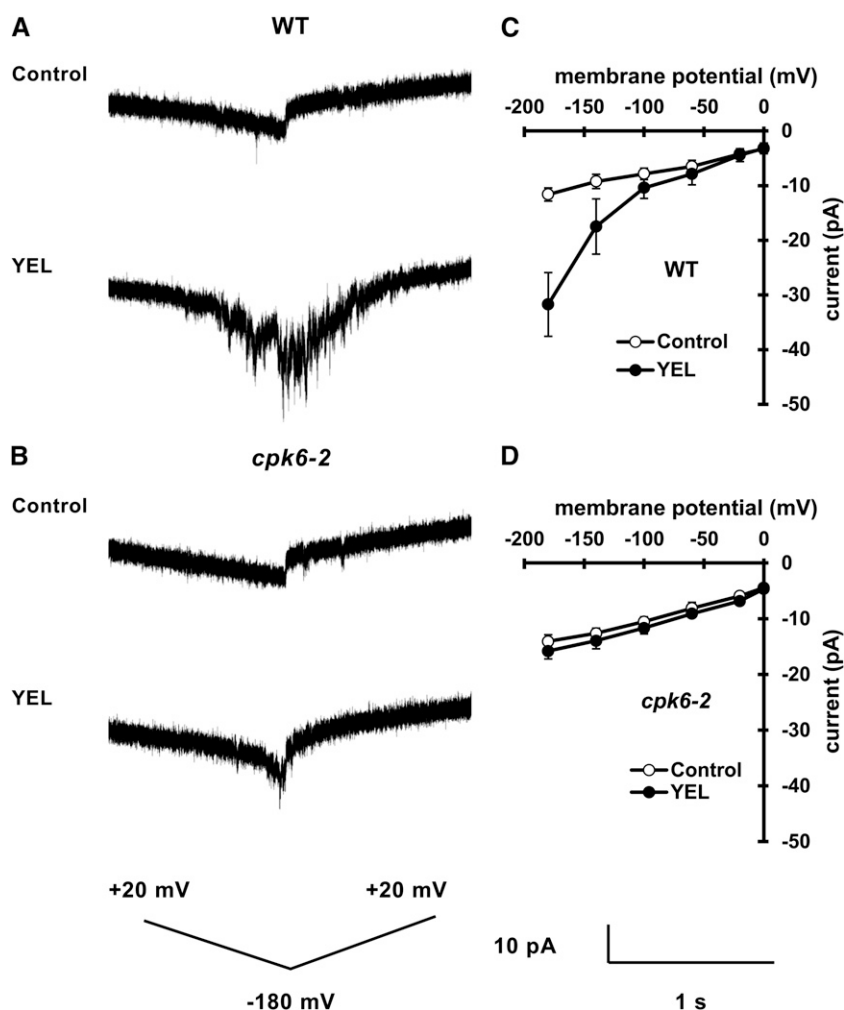 A
WT
Control
YEL
C
membrane potential (mV)
-200 -150 -100 -50 0
0
-10
-20
-30
-40
-50
current (pA)
WT
Control
YEL
B
cpk6-2
Control
YEL
D
membrane potential (mV)
-200 -150 -100 -50 0
0
-10
-20
-30
-40
-50
current (pA)
cpk6-2
Control
YEL
+20 mV +20 mV
-180 mV
10 pA
1 s